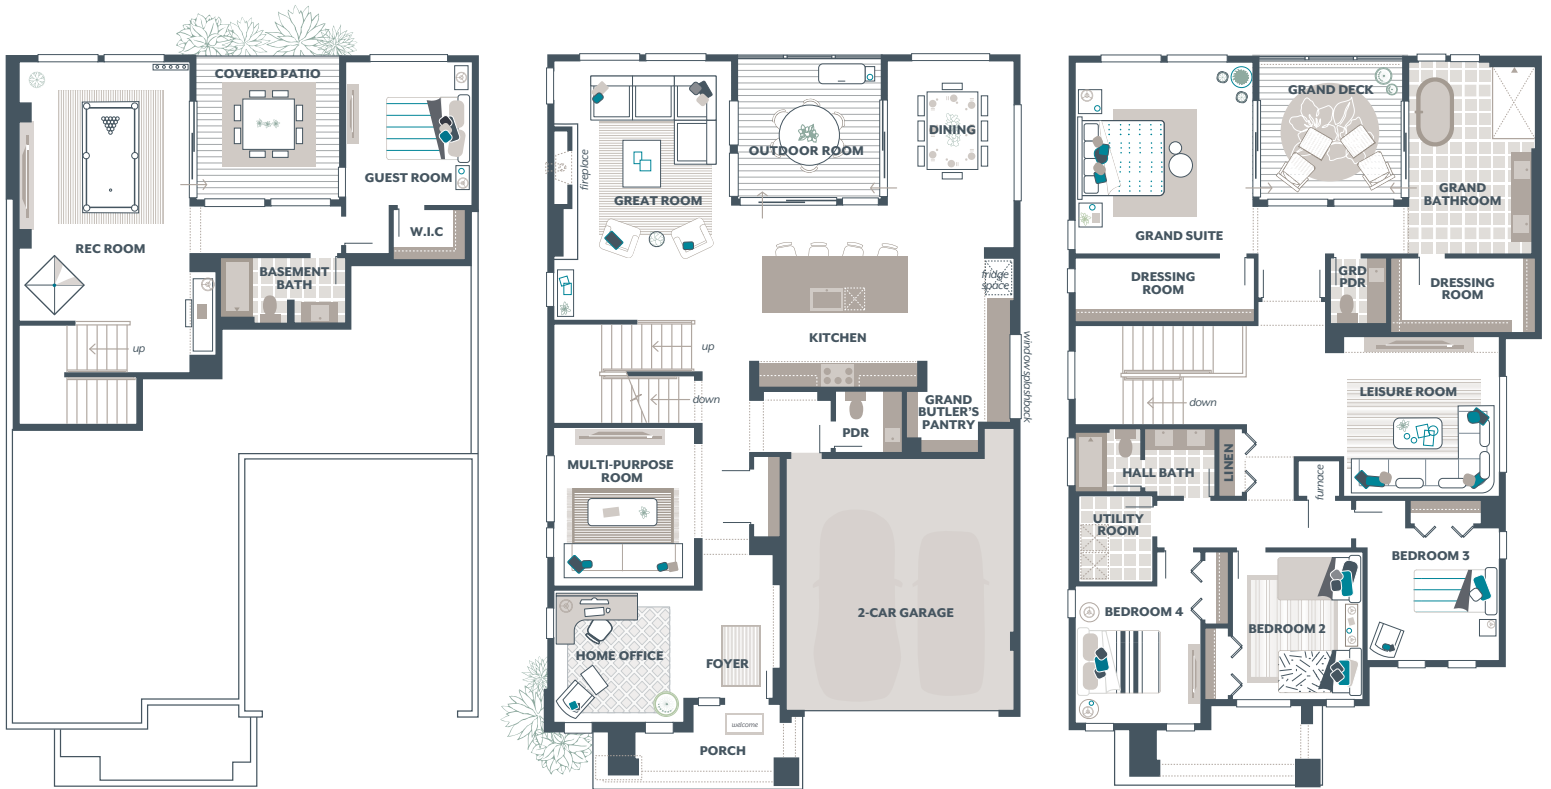 COVERED PATIO
GUEST ROOM
W.I.C
REC ROOM
BASEMENT
BATH
up
fireplace
GREAT ROOM
OUTDOOR ROOM
DINING
fridge
space
KITCHEN
windowsplashback
up
down
GRAND
BUTLER'S
PANTRY
PDR
MULTI-PURPOSE
ROOM
2-CAR GARAGE
HOME OFFICE
FOYER
welcome
PORCH
GRAND DECK
GRAND
BATHROOM
GRAND SUITE
DRESSING
ROOM
GRD
PDR
DRESSING
ROOM
LEISURE ROOM
down
HALL BATH
LINEN
furnace
UTILITY
ROOM
BEDROOM 3
BEDROOM 4
BEDROOM 2